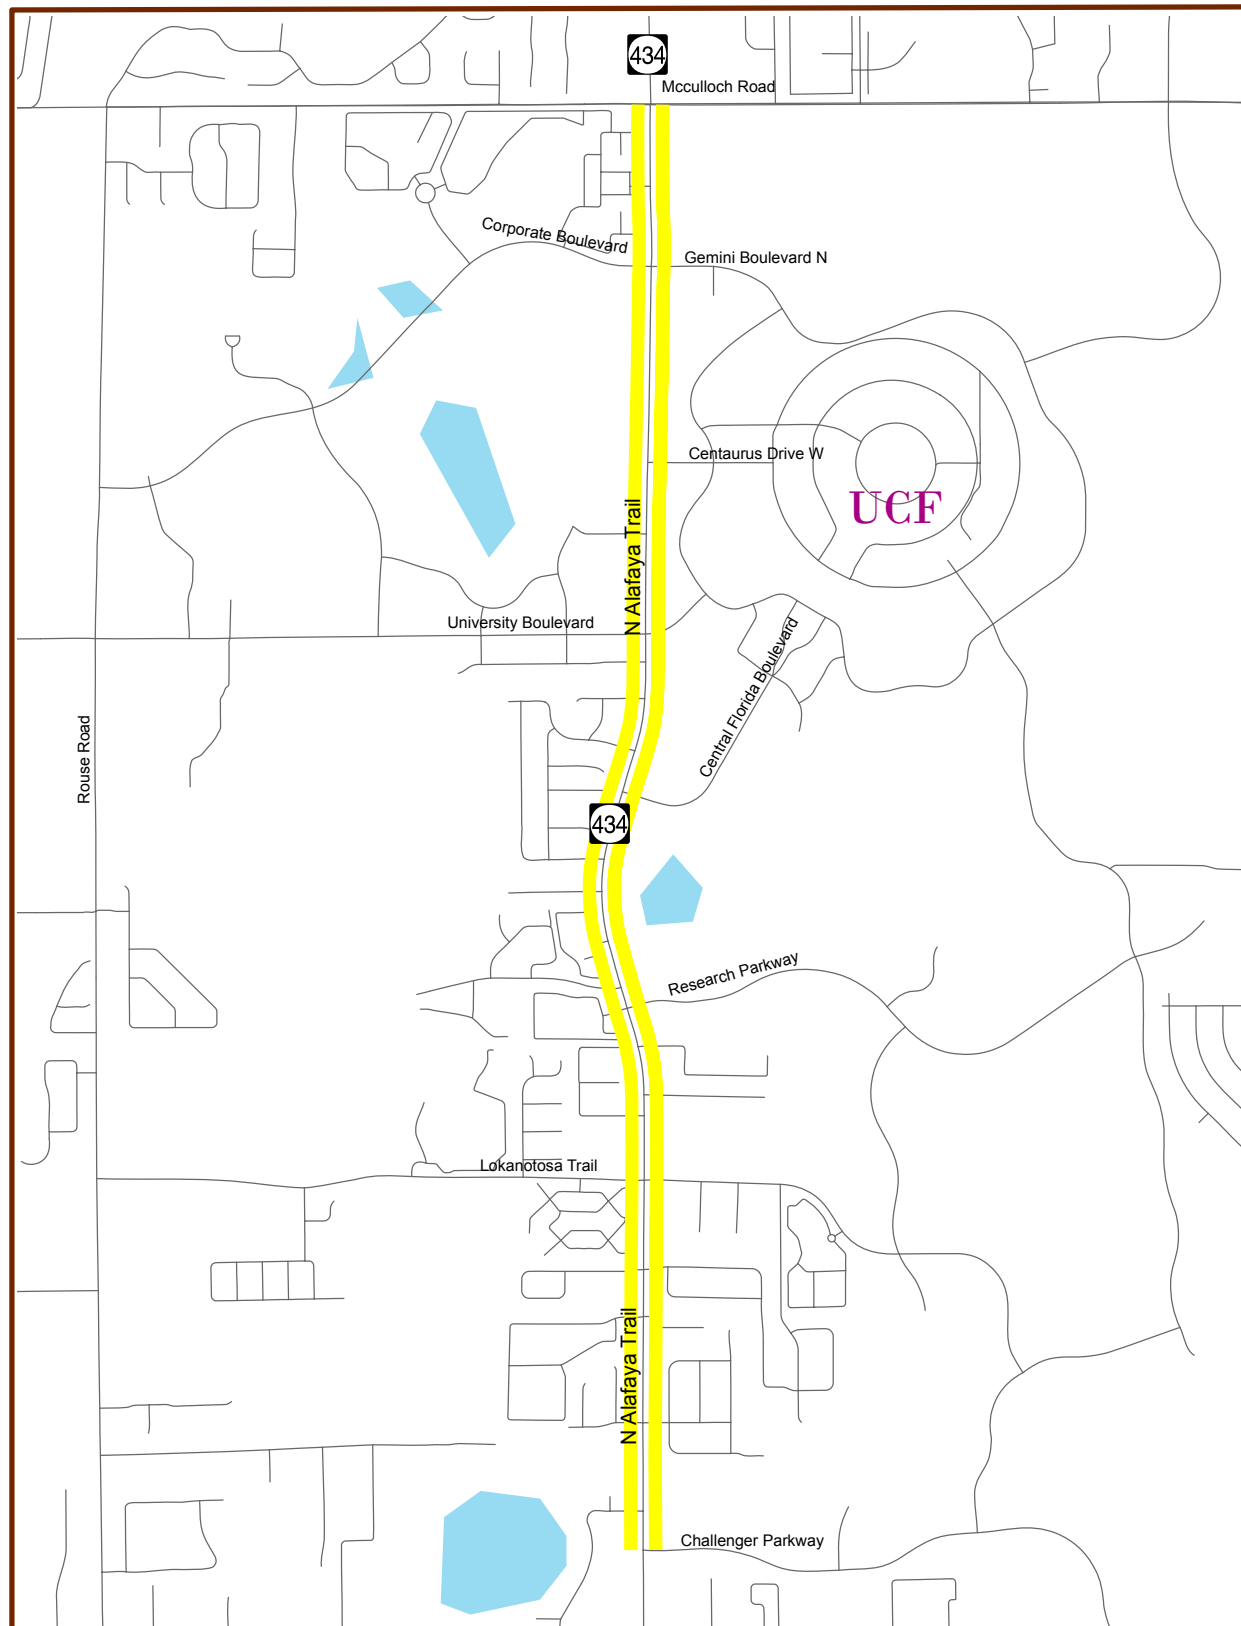 434
Mcculloch Road
Corporate Boulevard
Gemini Boulevard N
Centaurus Drive W
UCF
N Alafaya Trail
University Boulevard
Central Florida Boulevard
Rouse Road
434
Research Parkway
Lokanotosa Trail
N Alafaya Trail
Challenger Parkway